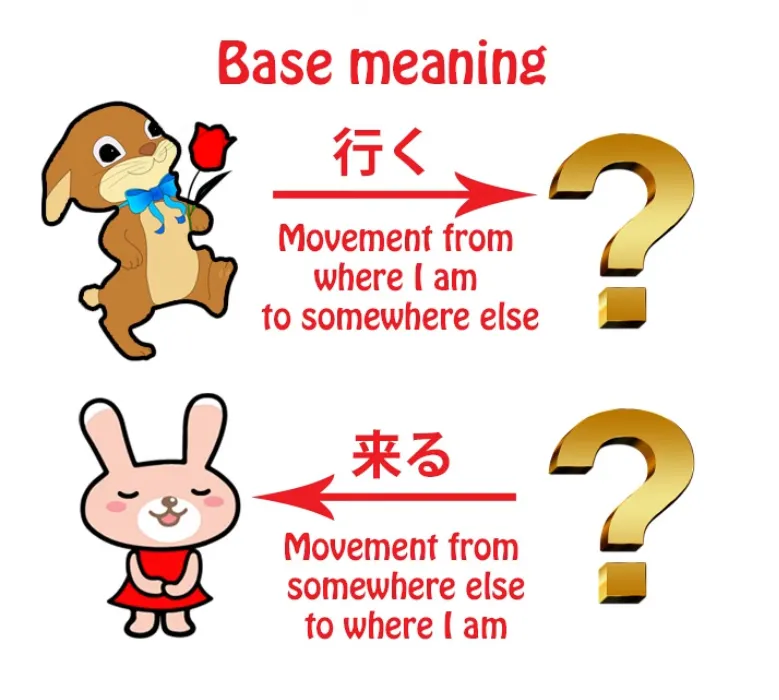 Base meaning
行く
Movement from
where I am
to somewhere else
?
来る
Movement from
somewhere else
to where I am
?